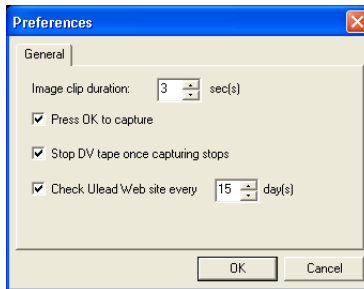 Preferences
General
Image clip duration: 3 sec(s)
Press OK to capture
Stop DV tape once capturing stops
Check Ulead Web site every 15 day(s)
OK Cancel